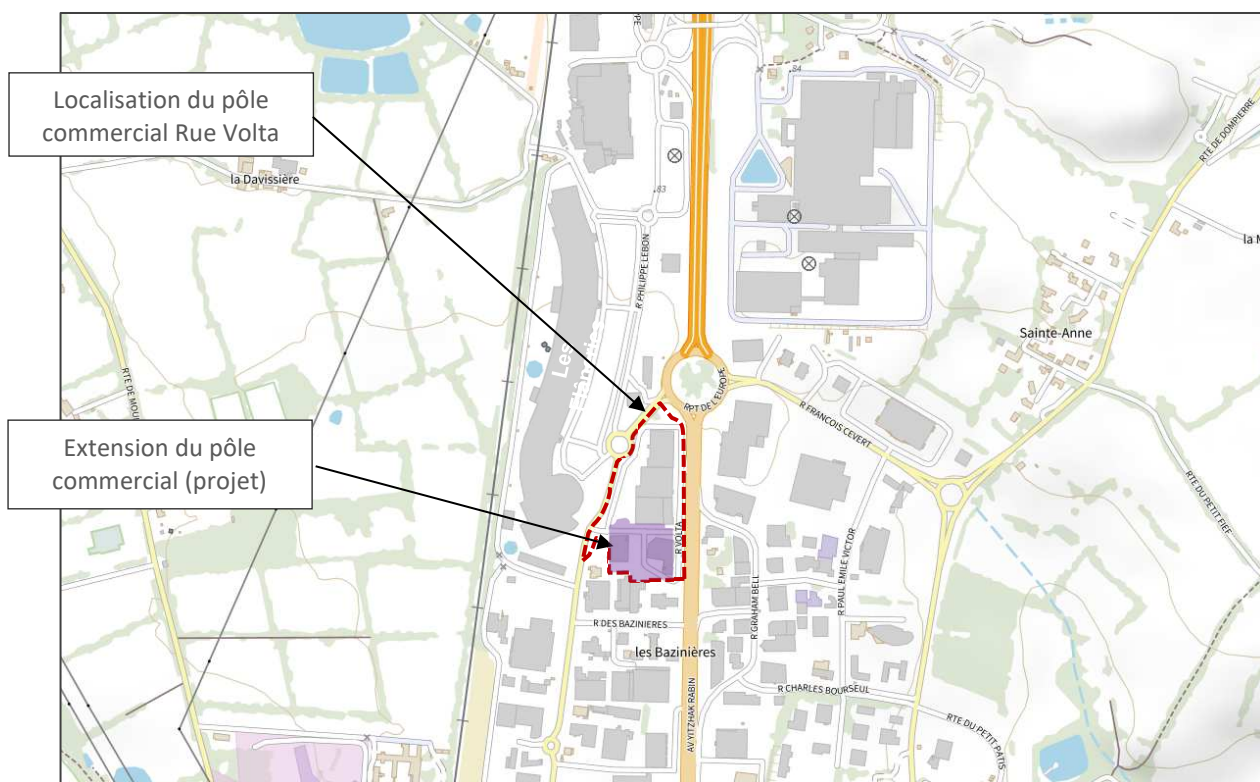 Localisation du pôle
commercial Rue Volta
Extension du pôle
commercial (projet)
84
RTE DE DOMPIERRE
la Davissière
83
la M
R PHILIPPE LEBON
Sainte-Anne
Les
RPT DE L'EUROPE
R FRANCOIS CEVERT
RTE DE MOU
RTE DU PETIT FIEF
R VOLTA
R GRAHAM BELL
R PAUL EMILE VICTOR
R DES BAZINIERES
les Bazinières
R CHARLES BOURSEUL
AV YITZHAK RABIN
RTE DU PETIT PATIS